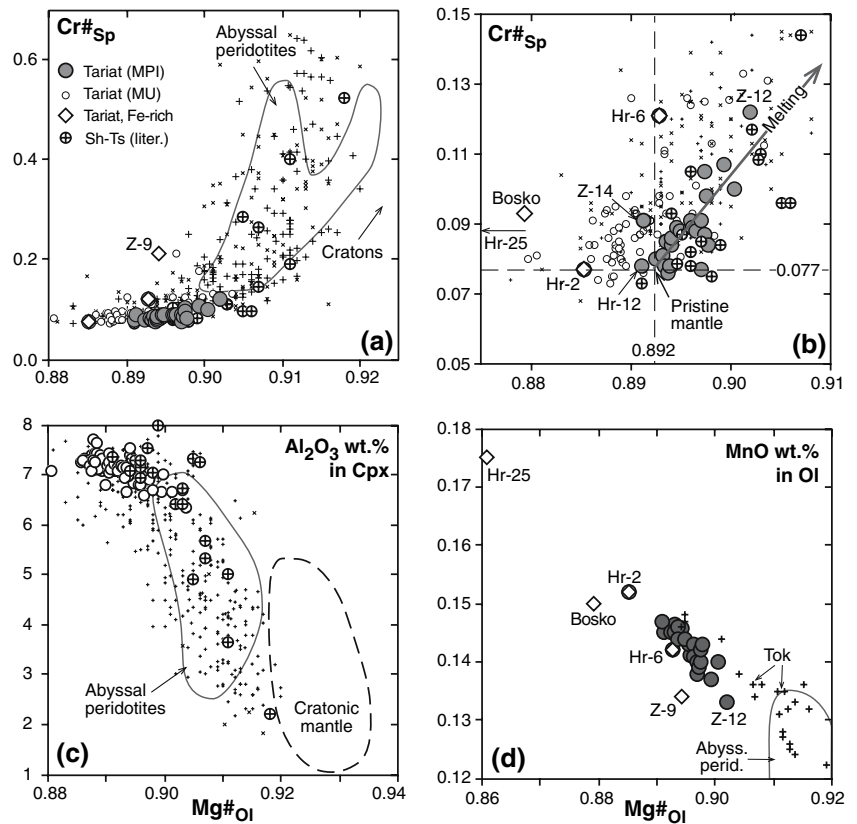 Cr#Sp
Abyssal
peridotites
Tariat (MPI)
Tariat (MU)
Tariat, Fe-rich
Sh-Ts (liter.)
Z-9
Cratons
(a)
0.6
0.4
0.2
0.0
0.88 0.89 0.90 0.91 0.92
Cr#Sp
Z-12
Hr-6
Melting
Bosko
Z-14
Hr-25
Hr-2
0.077
Hr-12
Pristine
mantle
0.892
(b)
0.15
0.13
0.11
0.09
0.07
0.05
0.88 0.89 0.90 0.91
Al2O3 wt.%
in Cpx
Abyssal
peridotites
Cratonic
mantle
(c)
8
7
6
5
4
3
2
1
0.88 0.90 0.92 0.94
Mg#Ol
MnO wt.%
in Ol
Hr-25
Hr-2
Bosko
Hr-6
Tok
Z-9
Z-12
Abyss.
perid.
(d)
0.18
0.17
0.16
0.15
0.14
0.13
0.12
0.86 0.88 0.90 0.92
Mg#Ol